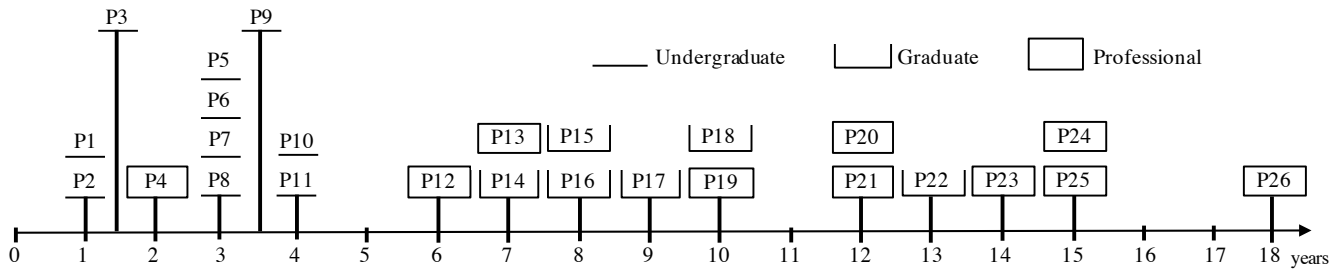 P3 P9
P5 Undergraduate Graduate Professional
P6
P1 P7 P10 P13 P15 P18 P20 P24
P2 P4 P8 P11 P12 P14 P16 P17 P19 P21 P22 P23 P25 P26
0 1 2 3 4 5 6 7 8 9 10 11 12 13 14 15 16 17 18 years